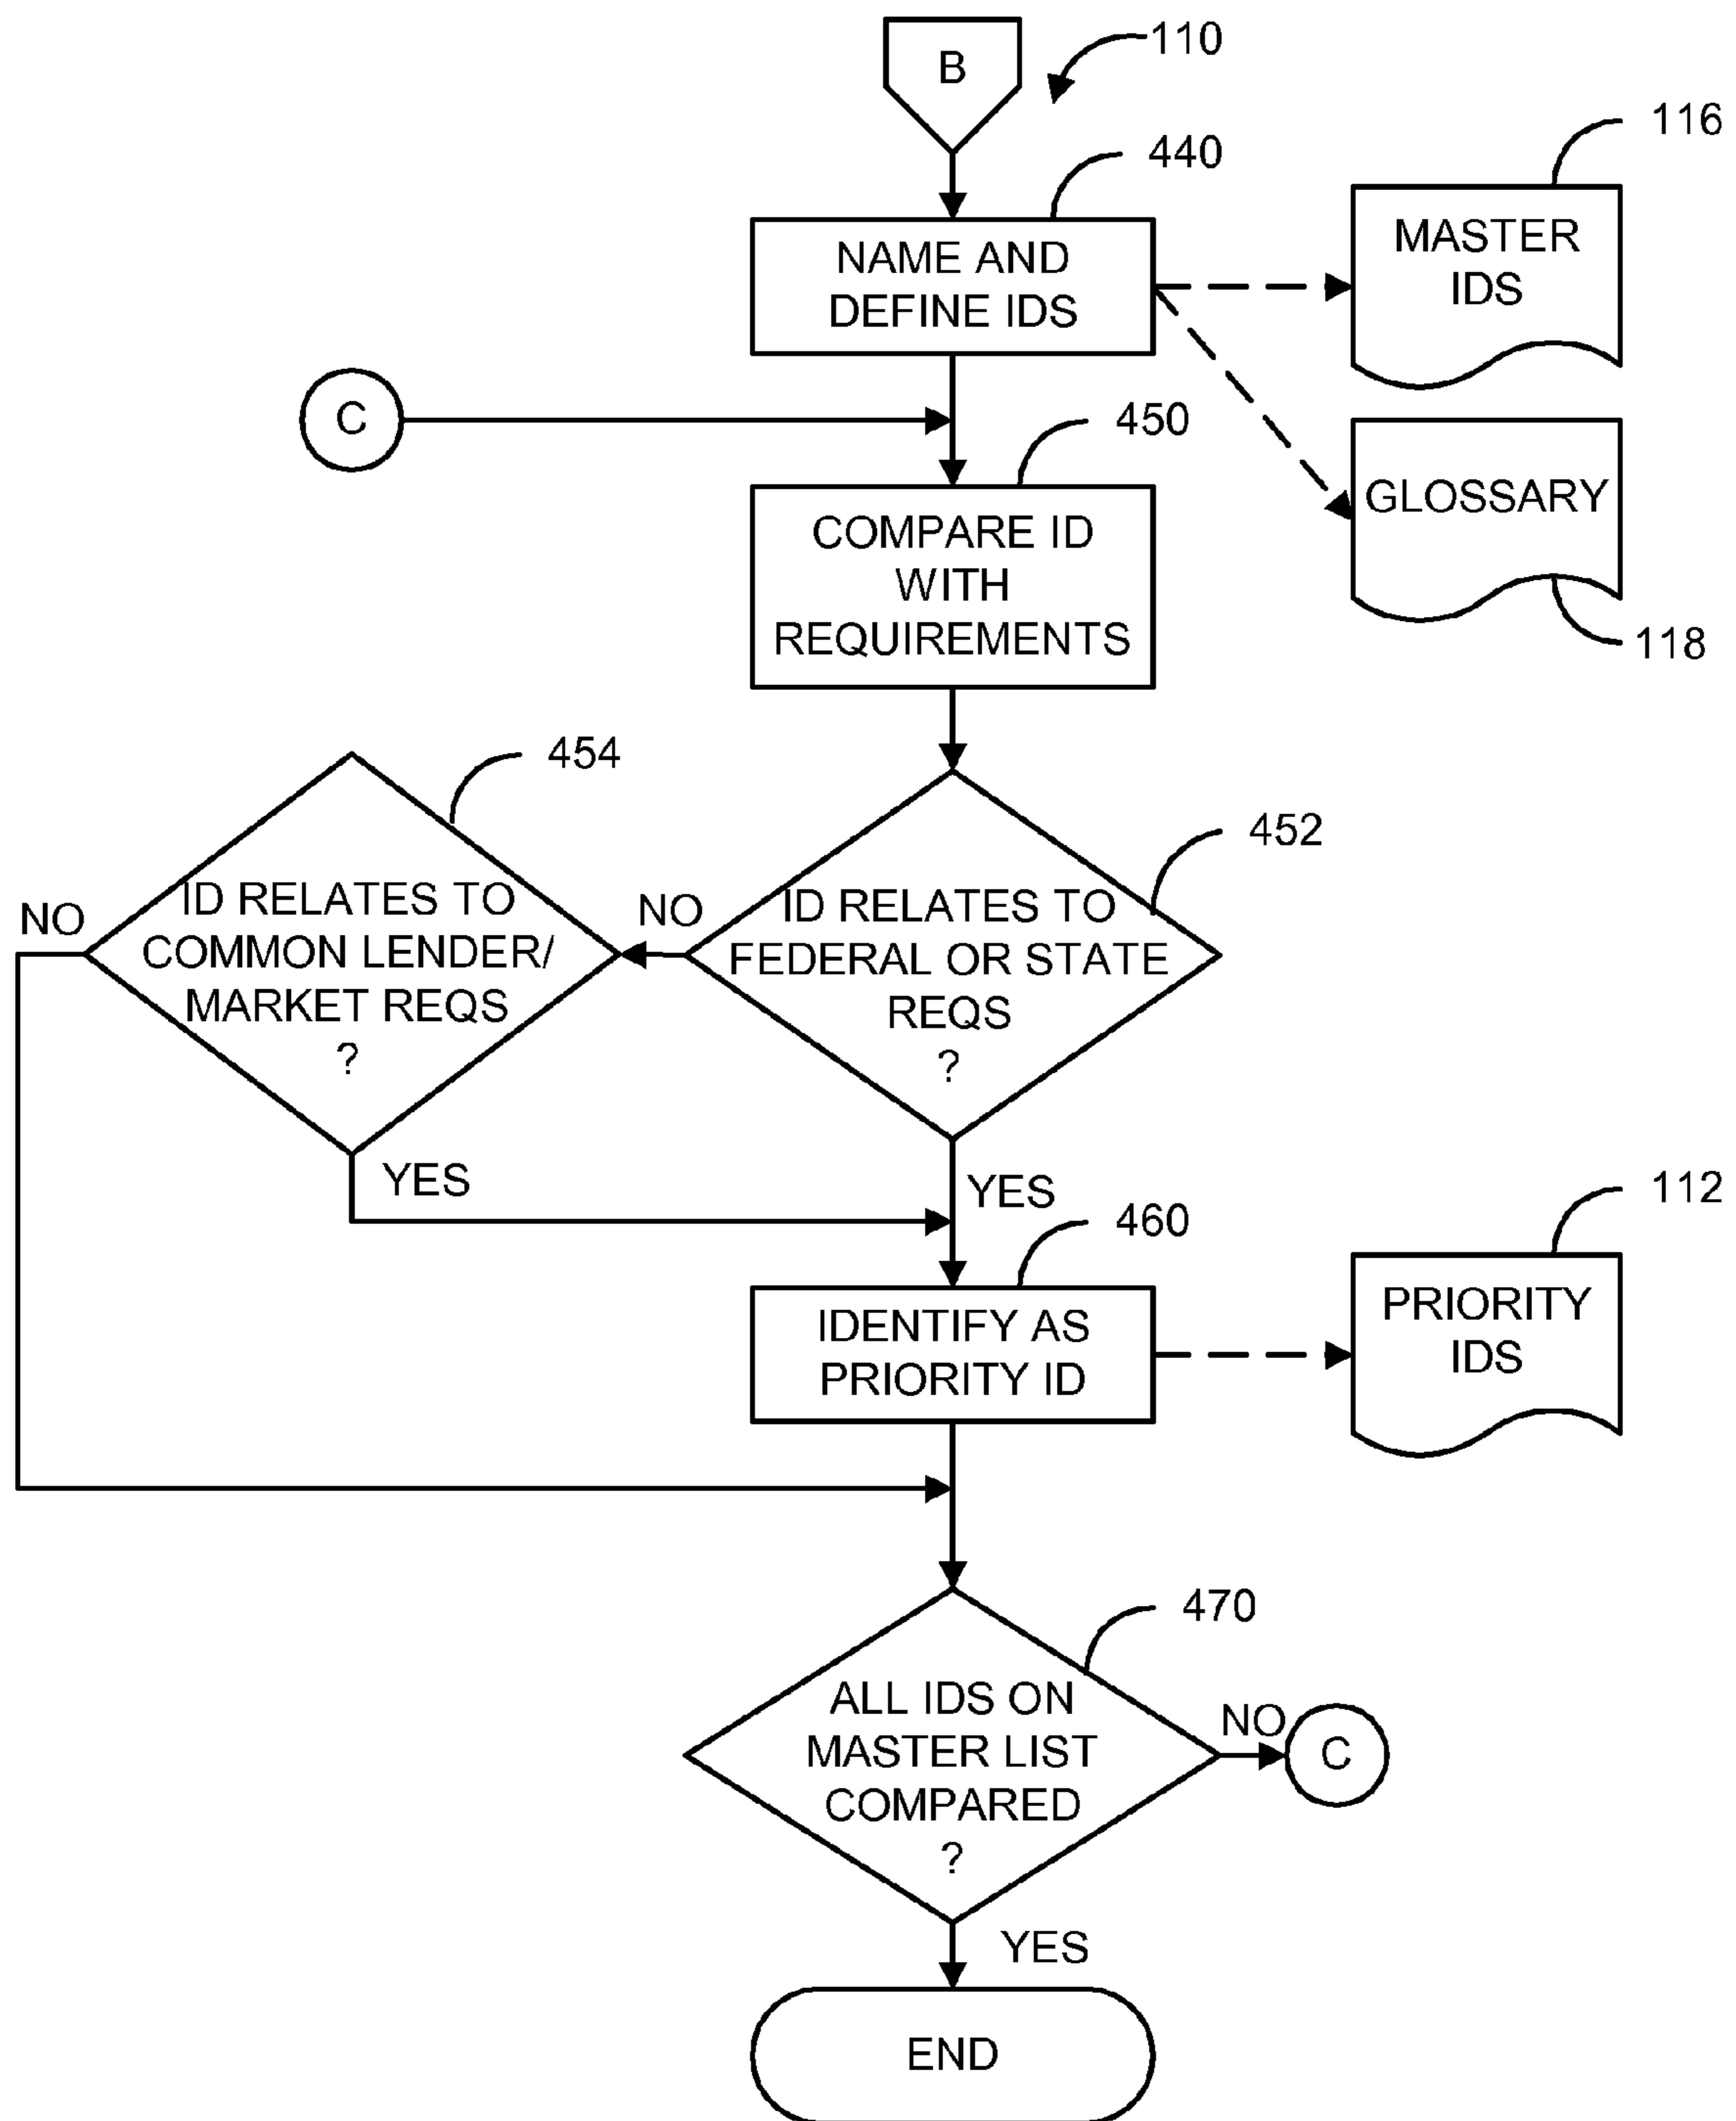 B
110
440
116
NAME AND
DEFINE IDS
MASTER
IDS
C
450
GLOSSARY
118
COMPARE ID
WITH
REQUIREMENTS
454
452
NO
ID RELATES TO
COMMON LENDER/
MARKET REQS
?
NO
ID RELATES TO
FEDERAL OR STATE
REQS
?
YES
YES
460
112
IDENTIFY AS
PRIORITY ID
PRIORITY
IDS
470
ALL IDS ON
MASTER LIST
COMPARED
?
NO
C
YES
END